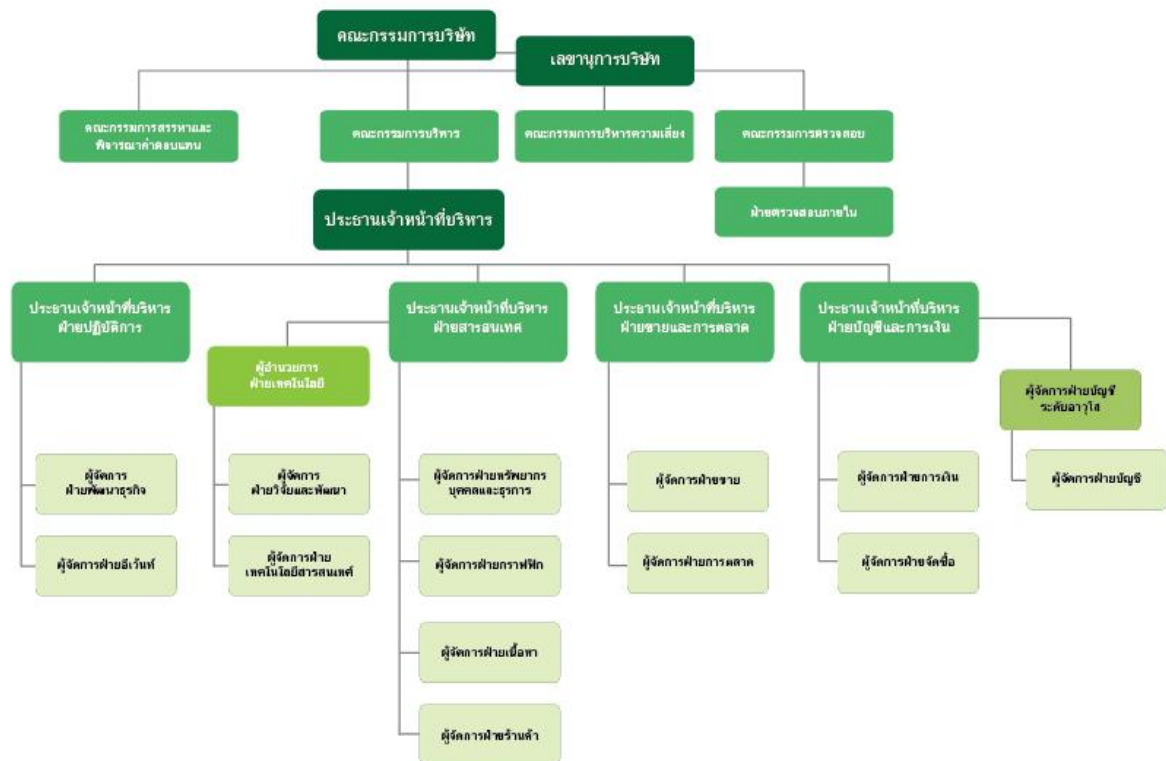 คณะกรรมการบริษัท
เลขานุการบริษัท
คณะกรรมการสรรหาและ
พิจารณาค่าตอบแทน
คณะกรรมการบริหาร
คณะกรรมการบริหารความเสี่ยง
คณะกรรมการตรวจสอบ
ประธานเจ้าหน้าที่บริหาร
ฝ่ายตรวจสอบภายใน
ประธานเจ้าหน้าที่บริหาร
ฝ่ายปฏิบัติการ
ประธานเจ้าหน้าที่บริหาร
ฝ่ายสารสนเทศ
ประธานเจ้าหน้าที่บริหาร
ฝ่ายขายและการตลาด
ประธานเจ้าหน้าที่บริหาร
ฝ่ายบัญชีและการเงิน
ผู้อำนวยการ
ฝ่ายเทคโนโลยี
ผู้จัดการฝ่ายบัญชี
ระดับอาวุโส
ผู้จัดการ
ฝ่ายพัฒนาธุรกิจ
ผู้จัดการ
ฝ่ายวิจัยและพัฒนา
ผู้จัดการฝ่ายทรัพยากร
บุคคลและธุรการ
ผู้จัดการฝ่ายขาย
ผู้จัดการฝ่ายการเงิน
ผู้จัดการฝ่ายบัญชี
ผู้จัดการฝ่ายอีเว้นท์
ผู้จัดการฝ่าย
เทคโนโลยีสารสนเทศ
ผู้จัดการฝ่ายกราฟฟิก
ผู้จัดการฝ่ายการตลาด
ผู้จัดการฝ่ายจัดซื้อ
ผู้จัดการฝ่ายเนื้อหา
ผู้จัดการฝ่ายร้านค้า